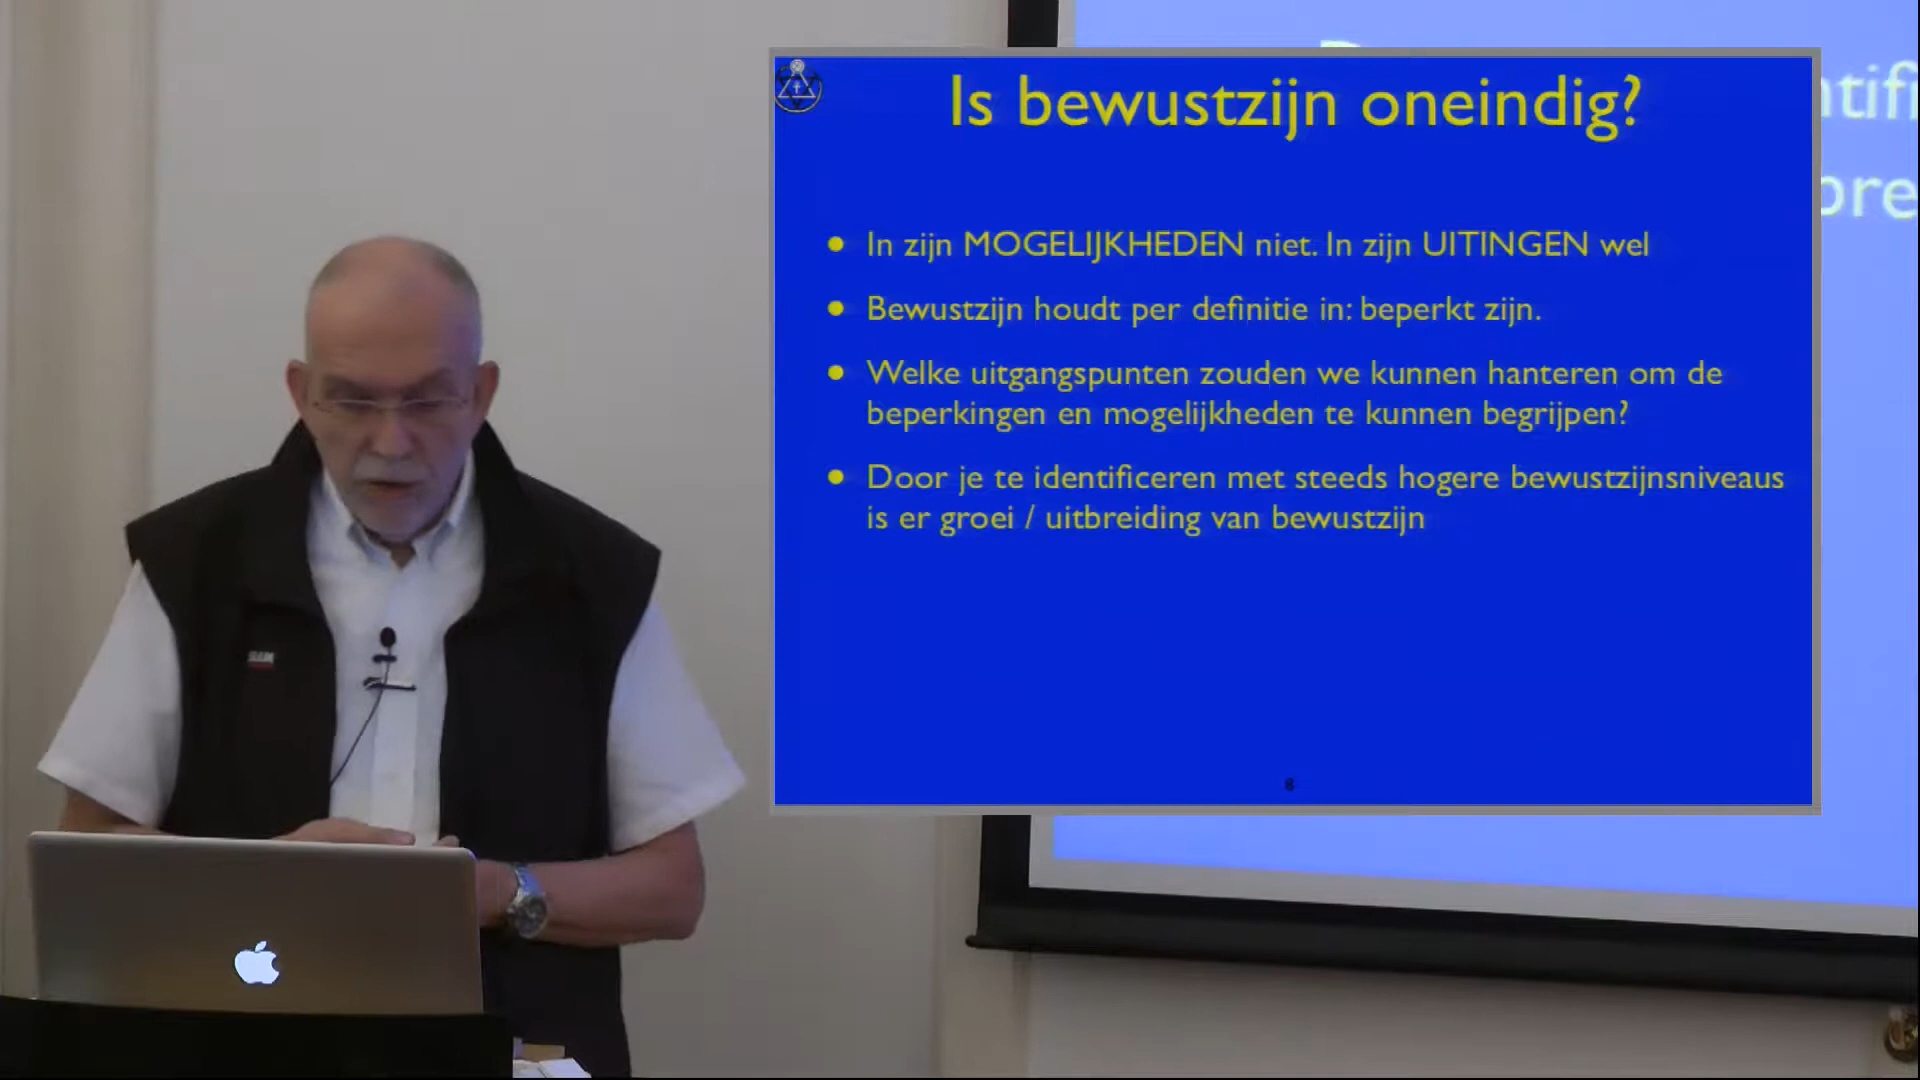 Is bewustzijn oneindig?
In zijn MOGELIJKHEDEN niet. In zijn UITINGEN wel
Bewustzijn houdt per definitie in: beperkt zijn.
Welke uitgangspunten zouden we kunnen hanteren om de
beperkingen en mogelijkheden te kunnen begrijpen?
Door je te identificeren met steeds hogere bewustzijnsniveaus
is er groei / uitbreiding van bewustzijn